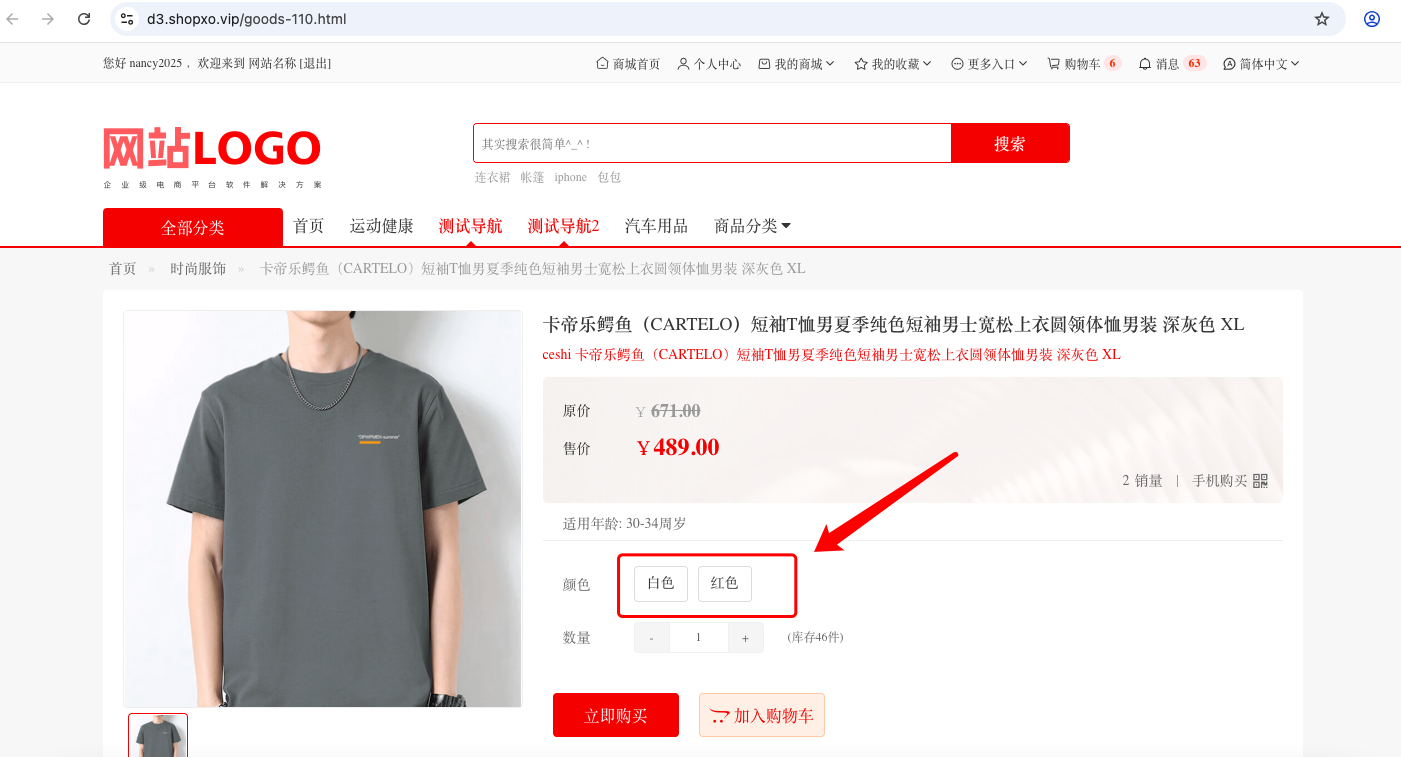 d3.shopxo.vip/goods-110.html
您好 nancy2025 ，欢迎来到 网站名称 [退出]
商城首页 个人中心 我的商城 我的收藏 更多入口 购物车 6 消息 63 简体中文
网站LOGO
企业级电商平台软件解决方案
其实搜索很简单^_^ !
搜索
连衣裙 帐篷 iphone 包包
全部分类 首页 运动健康 测试导航 测试导航2 汽车用品 商品分类
首页 » 时尚服饰 » 卡帝乐鳄鱼（CARTELO）短袖T恤男夏季纯色短袖男士宽松上衣圆领体恤男装 深灰色 XL
卡帝乐鳄鱼（CARTELO）短袖T恤男夏季纯色短袖男士宽松上衣圆领体恤男装 深灰色 XL
ceshi 卡帝乐鳄鱼（CARTELO）短袖T恤男夏季纯色短袖男士宽松上衣圆领体恤男装 深灰色 XL
原价 ￥671.00
售价 ￥489.00
2 销量 | 手机购买
适用年龄: 30-34周岁
颜色 白色 红色
数量 - 1 + (库存46件)
立即购买 加入购物车